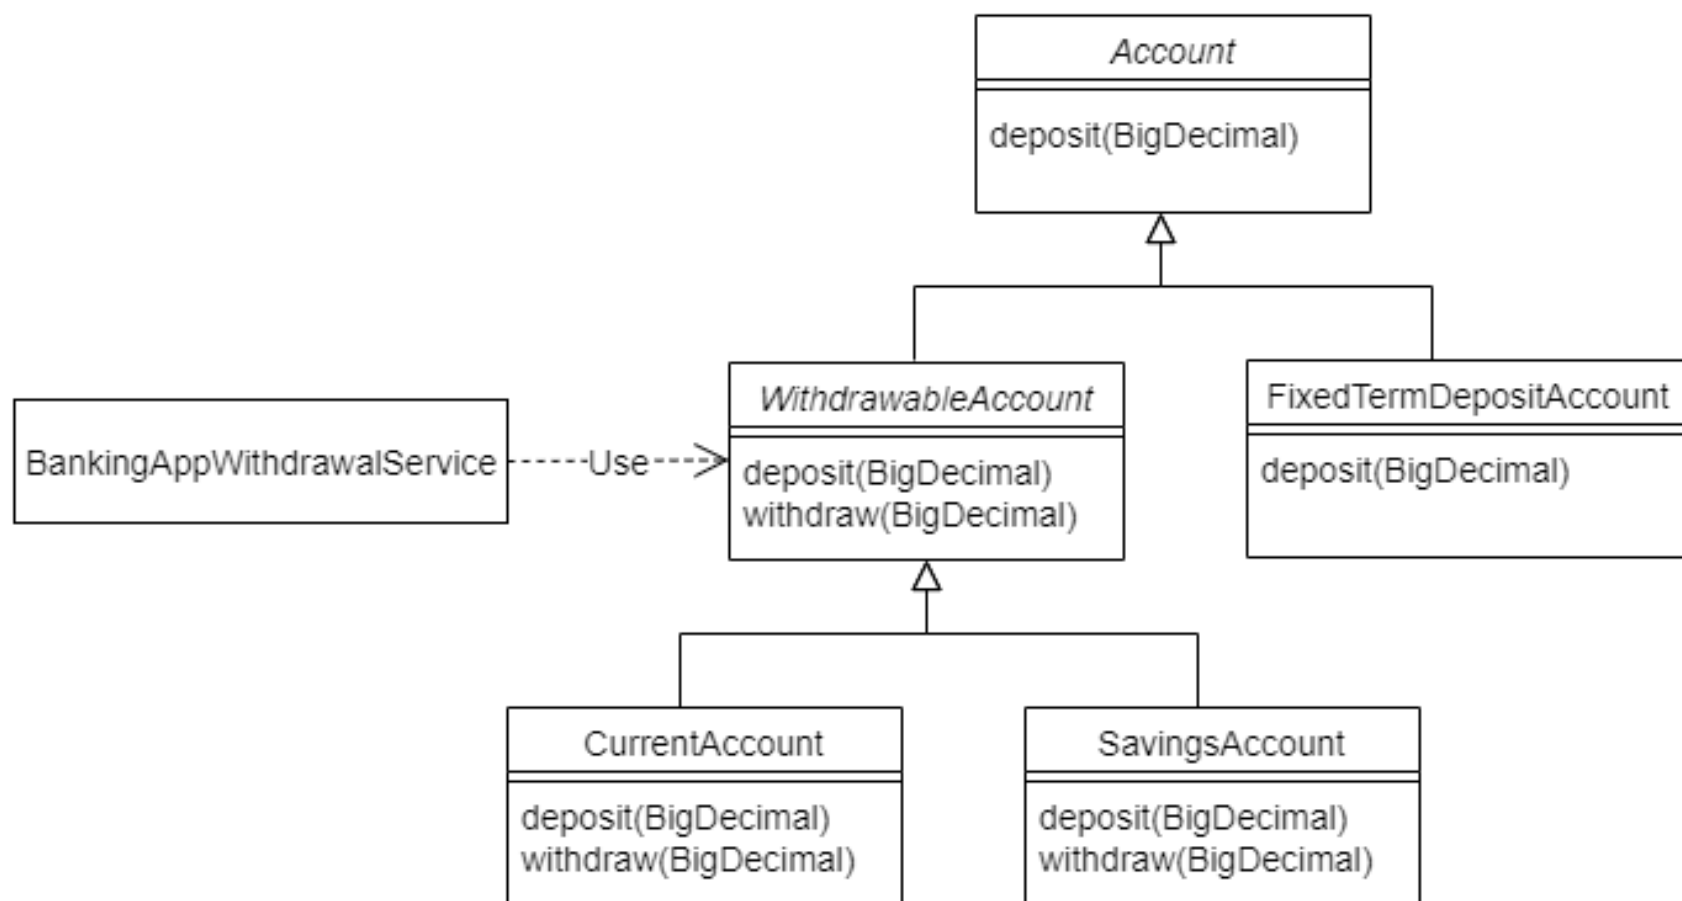 Account
deposit(BigDecimal)
WithdrawableAccount
deposit(BigDecimal)
withdraw(BigDecimal)
FixedTermDepositAccount
deposit(BigDecimal)
BankingAppWithdrawalService
Use
CurrentAccount
deposit(BigDecimal)
withdraw(BigDecimal)
SavingsAccount
deposit(BigDecimal)
withdraw(BigDecimal)